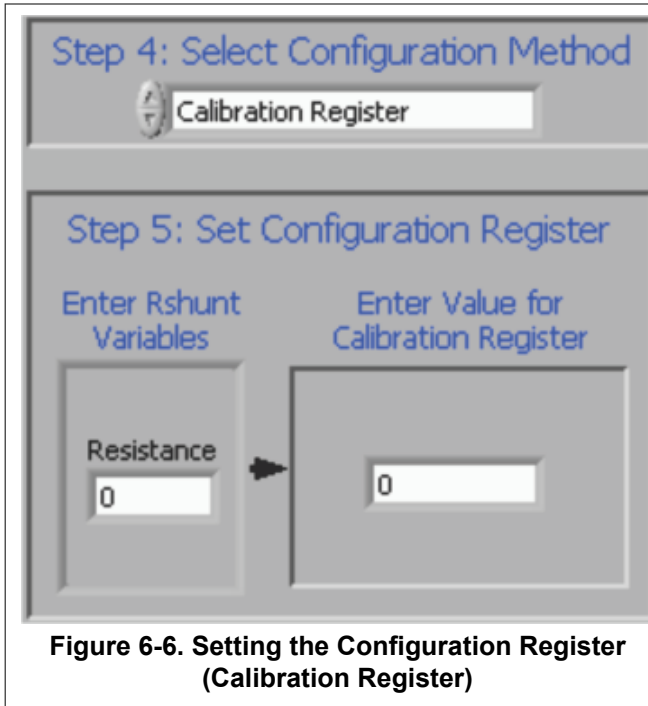 Step 4: Select Configuration Method
Calibration Register
Step 5: Set Configuration Register
Enter Rshunt
Variables
Enter Value for
Calibration Register
Resistance
0
0
Figure 6-6. Setting the Configuration Register
(Calibration Register)